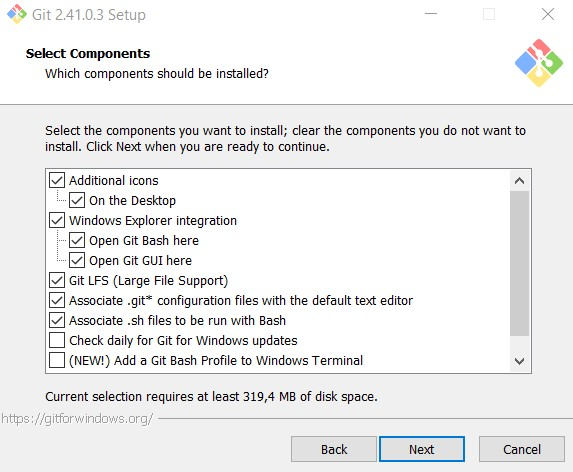 Git 2.41.0.3 Setup
Select Components
Which components should be installed?
Select the components you want to install; clear the components you do not want to
install. Click Next when you are ready to continue.
Additional icons
On the Desktop
Windows Explorer integration
Open Git Bash here
Open Git GUI here
Git LFS (Large File Support)
Associate .git* configuration files with the default text editor
Associate .sh files to be run with Bash
Check daily for Git for Windows updates
(NEW!) Add a Git Bash Profile to Windows Terminal
Current selection requires at least 319,4 MB of disk space.
https://gitforwindows.org/
Back
Next
Cancel